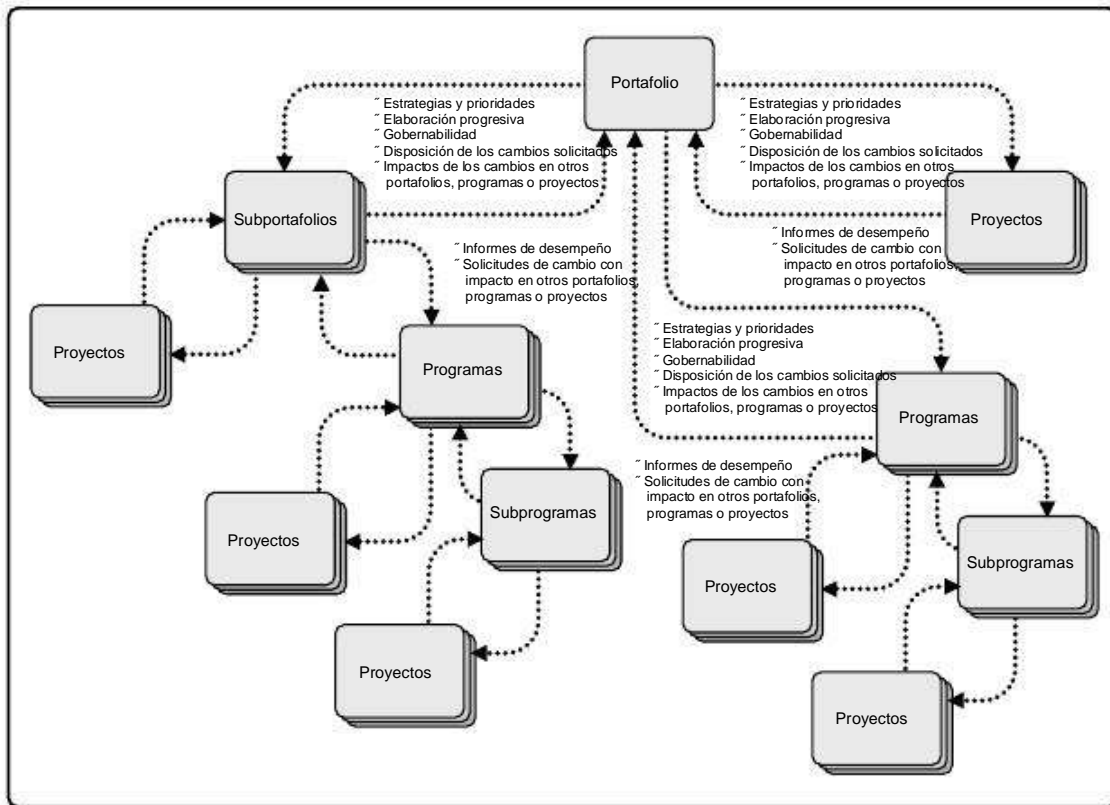 Portafolio
˝ Estrategias y prioridades
˝ Elaboración progresiva
˝ Gobernabilidad
˝ Disposición de los cambios solicitados
˝ Impactos de los cambios en otros
portafolios, programas o proyectos
˝ Estrategias y prioridades
˝ Elaboración progresiva
˝ Gobernabilidad
˝ Disposición de los cambios solicitados
˝ Impactos de los cambios en otros
portafolios, programas o proyectos
Subportafolios
Proyectos
˝ Informes de desempeño
˝ Solicitudes de cambio con
impacto en otros portafolios,
programas o proyectos
˝ Informes de desempeño
˝ Solicitudes de cambio con
impacto en otros portafolios,
programas o proyectos
Proyectos
Programas
˝ Estrategias y prioridades
˝ Elaboración progresiva
˝ Gobernabilidad
˝ Disposición de los cambios solicitados
˝ Impactos de los cambios en otros
portafolios, programas o proyectos
Programas
˝ Informes de desempeño
˝ Solicitudes de cambio con
impacto en otros portafolios,
programas o proyectos
Proyectos
Subprogramas
Proyectos
Subprogramas
Proyectos
Proyectos